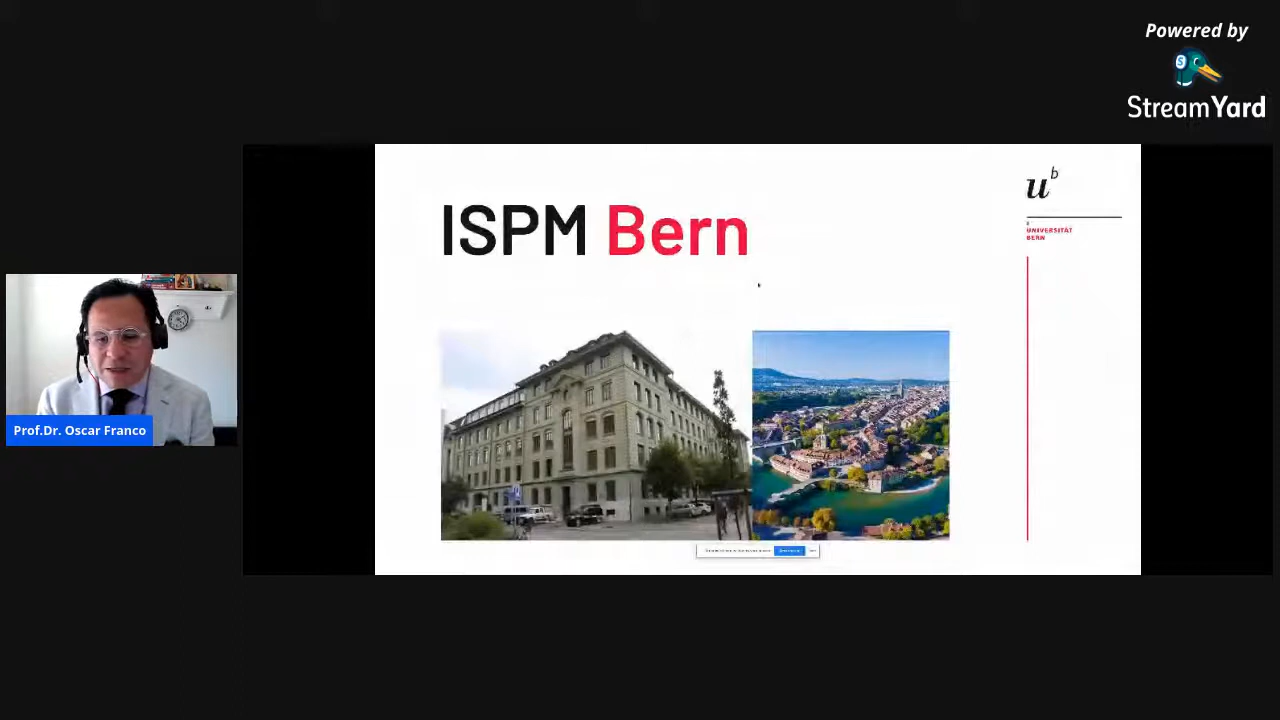 Powered by
StreamYard
ISPM Bern
u^b
UNIVERSITÄT
BERN
Prof.Dr. Oscar Franco